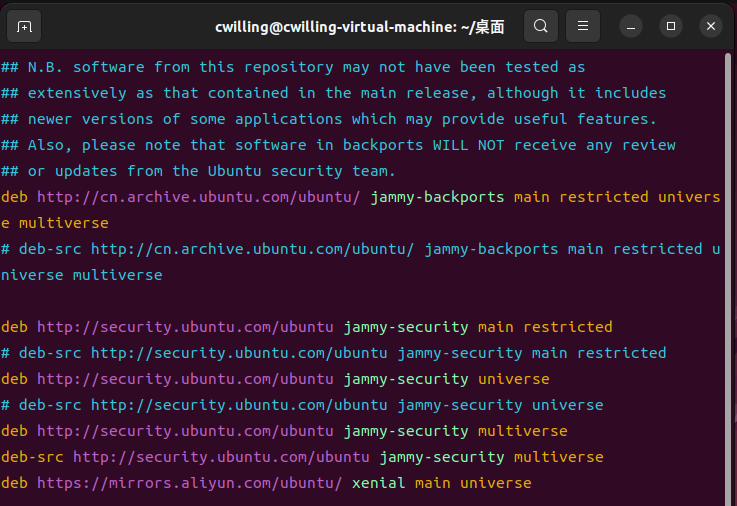 cwilling@cwilling-virtual-machine: ~/桌面
## N.B. software from this repository may not have been tested as
## extensively as that contained in the main release, although it includes
## newer versions of some applications which may provide useful features.
## Also, please note that software in backports WILL NOT receive any review
## or updates from the Ubuntu security team.
deb http://cn.archive.ubuntu.com/ubuntu/ jammy-backports main restricted univers
e multiverse
# deb-src http://cn.archive.ubuntu.com/ubuntu/ jammy-backports main restricted u
niverse multiverse
deb http://security.ubuntu.com/ubuntu jammy-security main restricted
# deb-src http://security.ubuntu.com/ubuntu jammy-security main restricted
deb http://security.ubuntu.com/ubuntu jammy-security universe
# deb-src http://security.ubuntu.com/ubuntu jammy-security universe
deb http://security.ubuntu.com/ubuntu jammy-security multiverse
deb-src http://security.ubuntu.com/ubuntu jammy-security multiverse
deb https://mirrors.aliyun.com/ubuntu/ xenial main universe